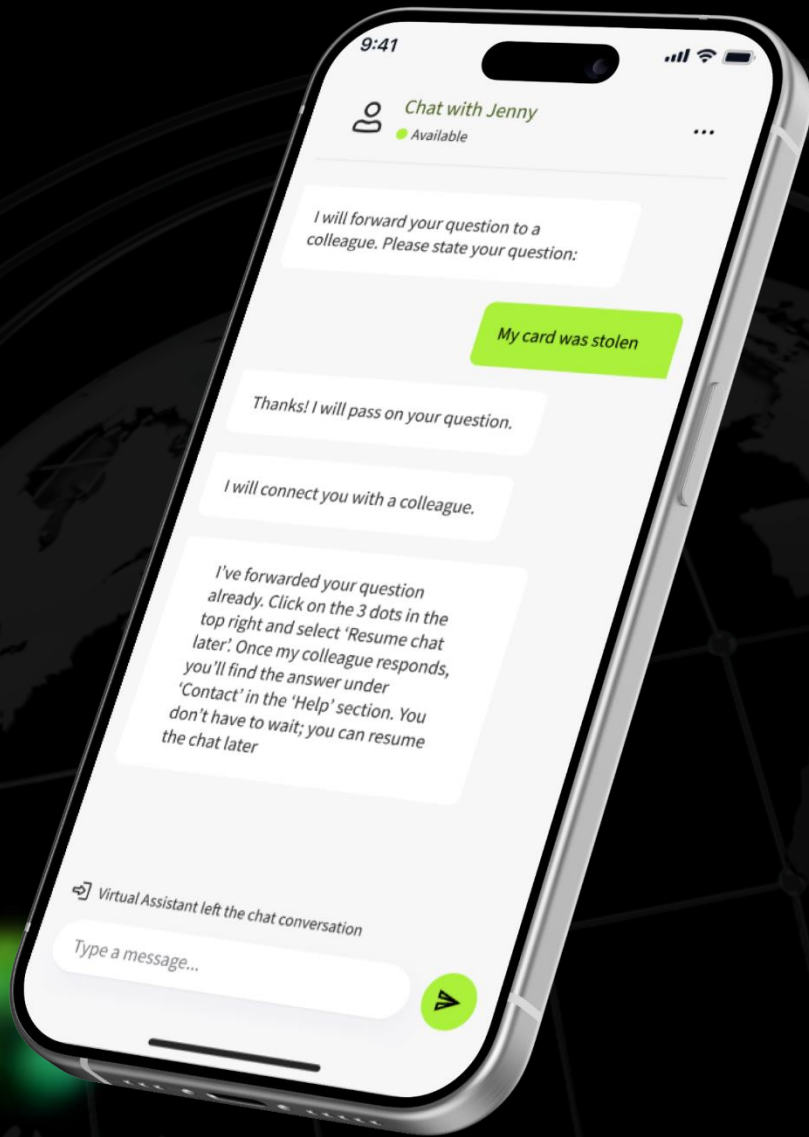 9:41
Chat with Jenny
Available
I will forward your question to a
colleague. Please state your question:
My card was stolen
Thanks! I will pass on your question.
I will connect you with a colleague.
I've forwarded your question
already. Click on the 3 dots in the
top right and select ‘Resume chat
later’. Once my colleague responds,
you'll find the answer under
‘Contact’ in the ‘Help’ section. You
don't have to wait; you can resume
the chat later
Virtual Assistant left the chat conversation
Type a message...